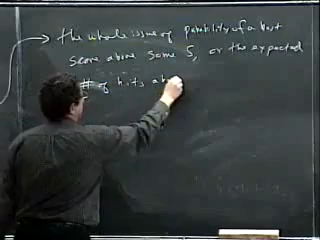 → the whole issue of probability of a best
score above some S, or the expected
# of hits ab